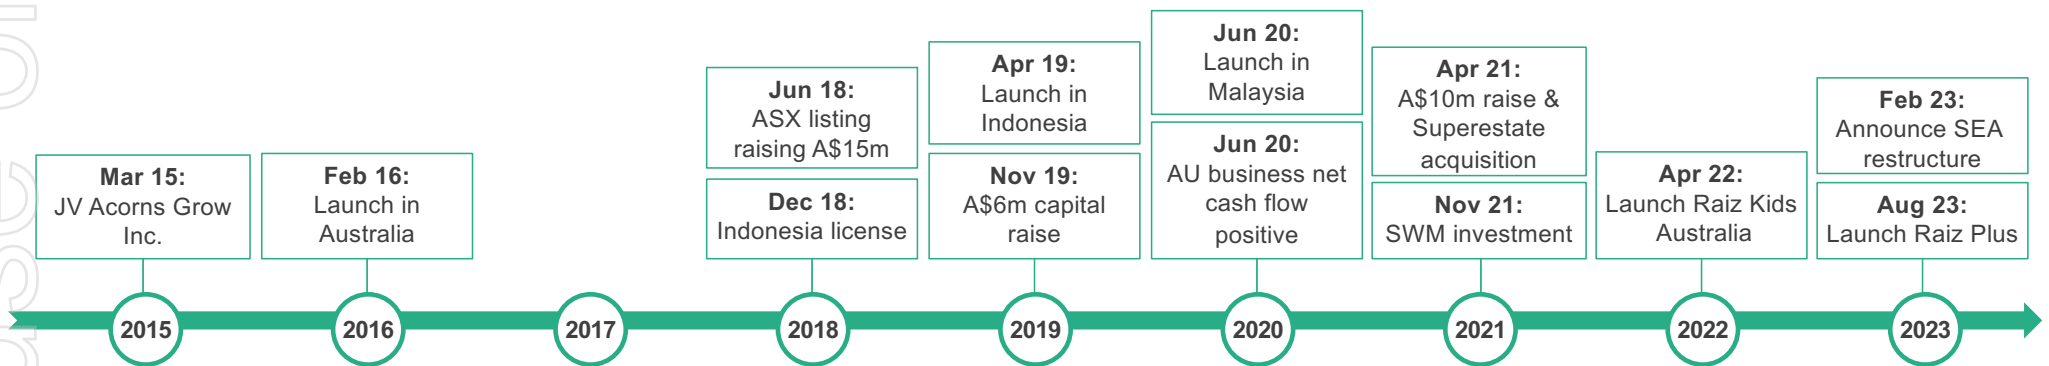 Mar 15:
JV Acorns Grow
Inc.
Feb 16:
Launch in
Australia
Jun 18:
ASX listing
raising A$15m
Dec 18:
Indonesia license
Apr 19:
Launch in
Indonesia
Nov 19:
A$6m capital
raise
Jun 20:
Launch in
Malaysia
Jun 20:
AU business net
cash flow
positive
Apr 21:
A$10m raise &
Superestate
acquisition
Nov 21:
SWM investment
Apr 22:
Launch Raiz Kids
Australia
Feb 23:
Announce SEA
restructure
Aug 23:
Launch Raiz Plus
2015
2016
2017
2018
2019
2020
2021
2022
2023